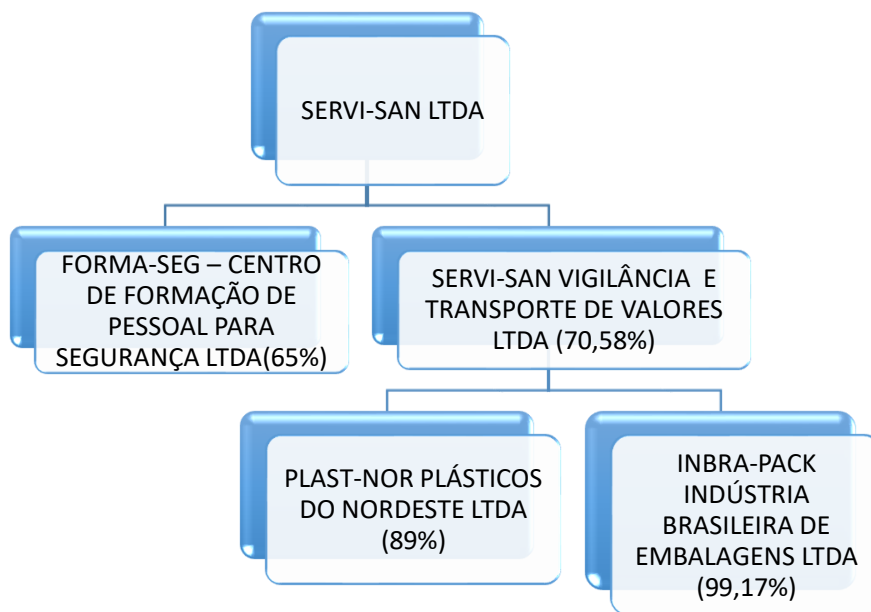 SERVI-SAN LTDA
FORMA-SEG – CENTRO
DE FORMAÇÃO DE
PESSOAL PARA
SEGURANÇA LTDA(65%)
SERVI-SAN VIGILÂNCIA E
TRANSPORTE DE VALORES
LTDA (70,58%)
PLAST-NOR PLÁSTICOS
DO NORDESTE LTDA
(89%)
INBRA-PACK
INDÚSTRIA
BRASILEIRA DE
EMBALAGENS LTDA
(99,17%)